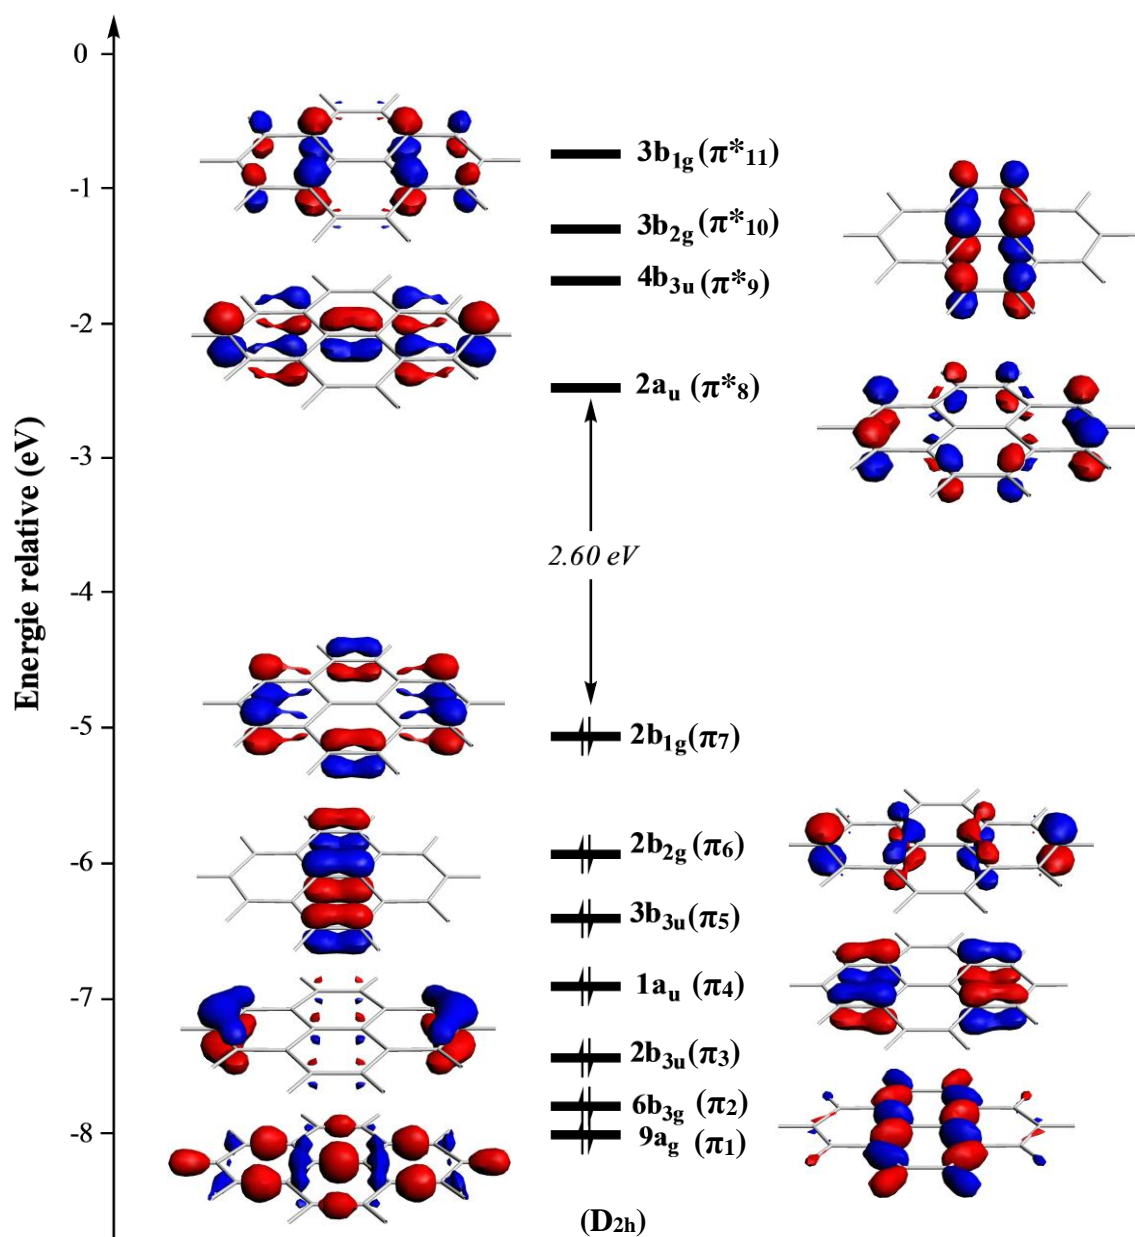 0
3b1g (π*11)
-1
3b2g (π*10)
4b3u (π*9)
-2
2au (π*8)
-3
Energie relative (eV)
2.60 eV
-4
-5
2b1g (π7)
-6
2b2g (π6)
3b3u (π5)
1au (π4)
-7
2b3u (π3)
6b3g (π2)
-8
9ag (π1)
(D2h)